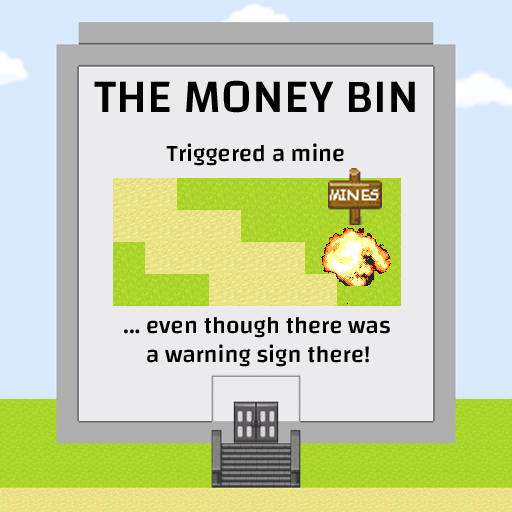 THE MONEY BIN
Triggered a mine
MINES
... even though there was
a warning sign there!